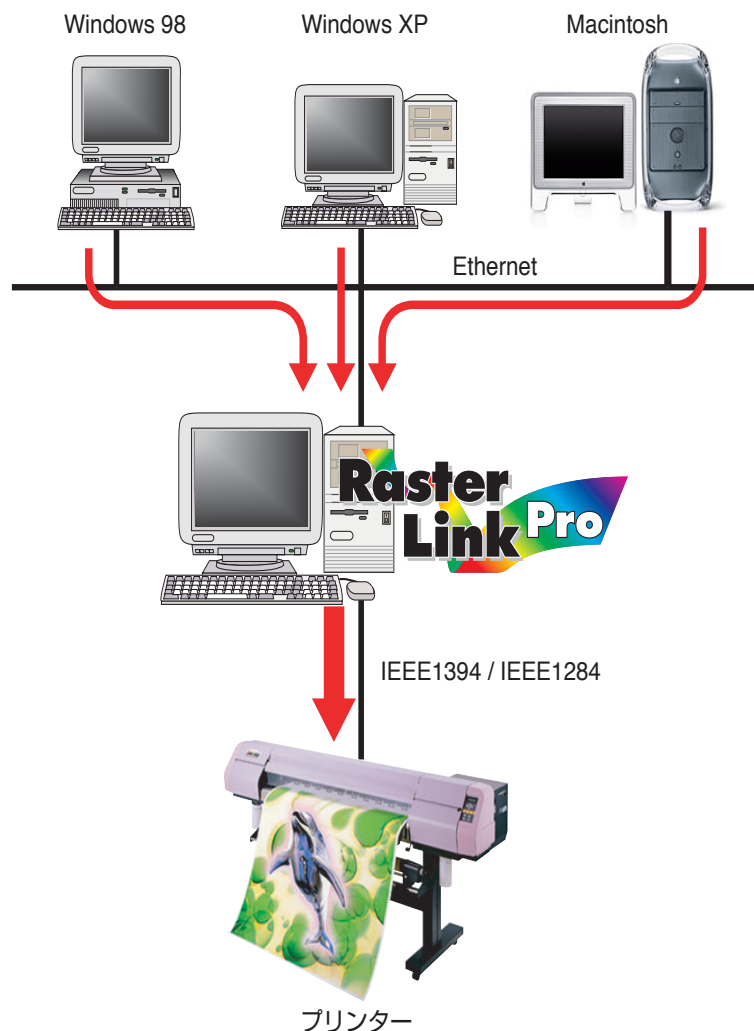 Windows 98
Windows XP
Macintosh
Ethernet
Raster
Link Pro
IEEE1394 / IEEE1284
プリンター